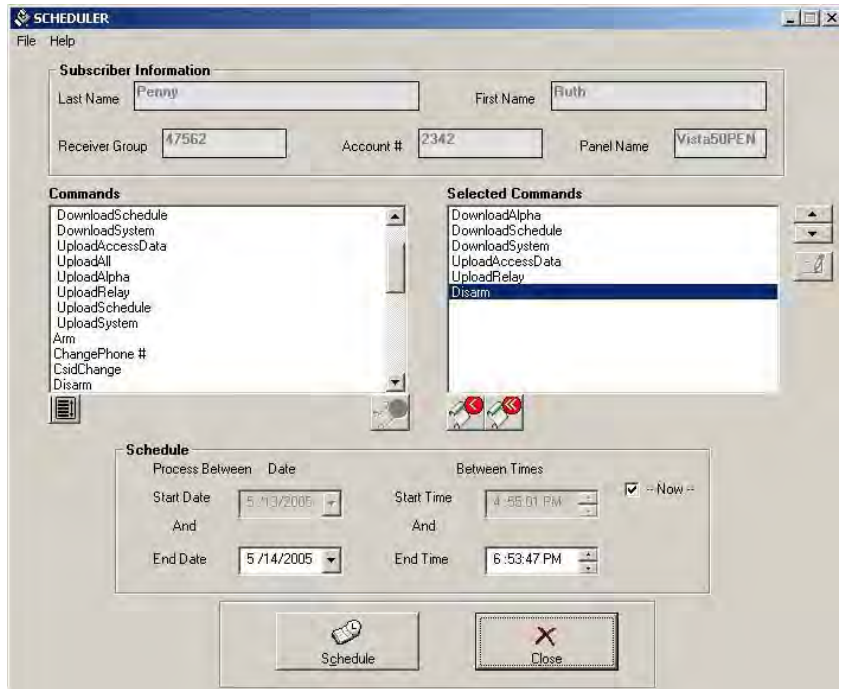 SCHEDULER
File Help
Subscriber Information
Last Name Penny First Name Ruth
Receiver Group 47562 Account # 2342 Panel Name Vista50PEN
Commands
DownloadSchedule
DownloadSystem
UploadAccessData
UploadAll
UploadAlpha
UploadRelay
UploadSchedule
UploadSystem
Arm
ChangePhone #
CsidChange
Disarm
Selected Commands
DownloadAlpha
DownloadSchedule
DownloadSystem
UploadAccessData
UploadRelay
Disarm
Schedule
Process Between Date Between Times
Start Date 5 /13/2005 Start Time 4 :55:01 PM -- Now --
And And
End Date 5 /14/2005 End Time 6 :53:47 PM
Schedule Close